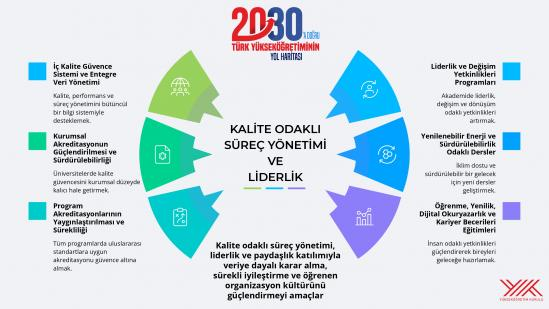 2030
'A DOĞRU
TÜRK YÜKSEKÖĞRETİMİNİN
YOL HARİTASI
İç Kalite Güvence
Sistemi ve Entegre
Veri Yönetimi
Kalite, performans ve
süreç yönetimini bütüncül
bir bilgi sistemiyle
desteklemek.
Kurumsal
Akreditasyonun
Güçlendirilmesi ve
Sürdürülebilirliği
Üniversitelerde kalite
güvencesini kurumsal düzeyde
kalıcı hale getirmek.
Program
Akreditasyonlarının
Yaygınlaştırılması ve
Sürekliliği
Tüm programlarda uluslararası
standartlara uygun
akreditasyonu güvence altına
almak.
KALİTE ODAKLI
SÜREÇ YÖNETİMİ
VE
LİDERLİK
Kalite odaklı süreç yönetimi,
liderlik ve paydaşlık katılımıyla
veriye dayalı karar alma,
sürekli iyileştirme ve öğrenen
organizasyon kültürünü
güçlendirmeyi amaçlar
Liderlik ve Değişim
Yetkinlikleri
Programları
Akademide liderlik,
değişim ve dönüşüm
odaklı yetkinlikleri
artırmak.
Yenilenebilir Enerji ve
Sürdürülebilirlik
Odaklı Dersler
İklim dostu ve
sürdürülebilir bir gelecek
için yeni dersler
geliştirmek.
Öğrenme, Yenilik,
Dijital Okuryazarlık ve
Kariyer Becerileri
Eğitimleri
İnsan odaklı yetkinlikleri
güçlendirerek bireyleri
geleceğe hazırlamak.
YÜKSEKÖĞRETİM KURULU